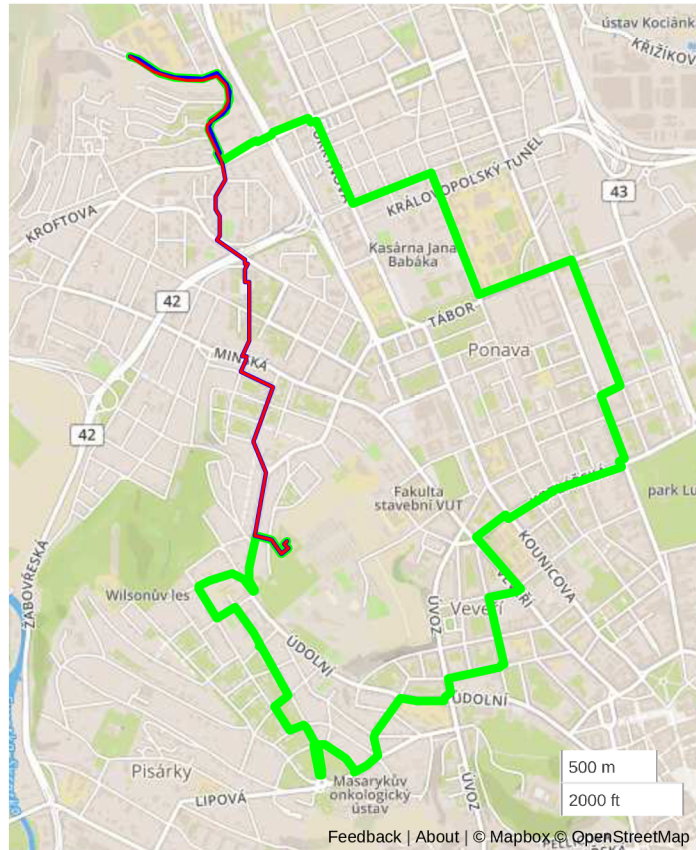 ústav Kociánk
KŘIŽIKOV
KRÁLOVOPOLSKÝ TUNEL
43
KROFTOVA
Kasárna Jana
Babáka
42
TÁBOR
MINSKÁ
Ponava
42
Fakulta
stavební VUT
park Lu
KOUNICOVA
ŽABOVŘESKÁ
Wilsonův les
ÚVOZ
Veveří
ÚDOLNÍ
ÚDOLNÍ
Pisárky
500 m
Masarykův
onkologický
ústav
LIPOVÁ
ÚVOZ
2000 ft
Feedback | About | © Mapbox © OpenStreetMap